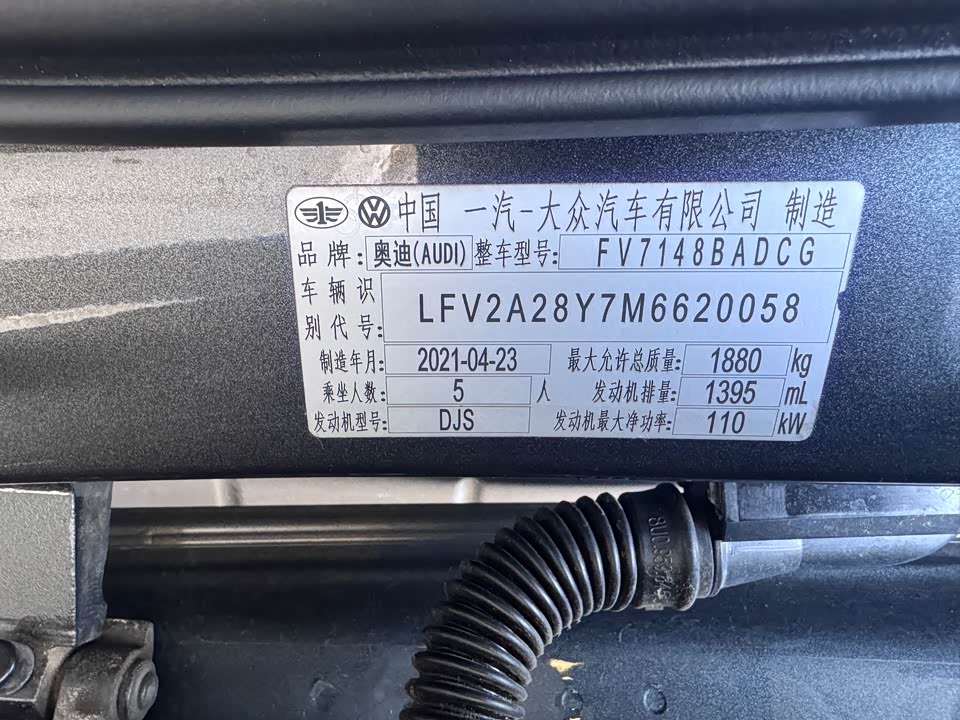 中国 一汽-大众汽车有限公司 制造
品牌: 奥迪(AUDI) 整车型号: FV7148BADCG
车辆识别代号: LFV2A28Y7M6620058
制造年月: 2021-04-23 最大允许总质量: 1880 kg
乘坐人数: 5 人 发动机排量: 1395 mL
发动机型号: DJS 发动机最大净功率: 110 kW